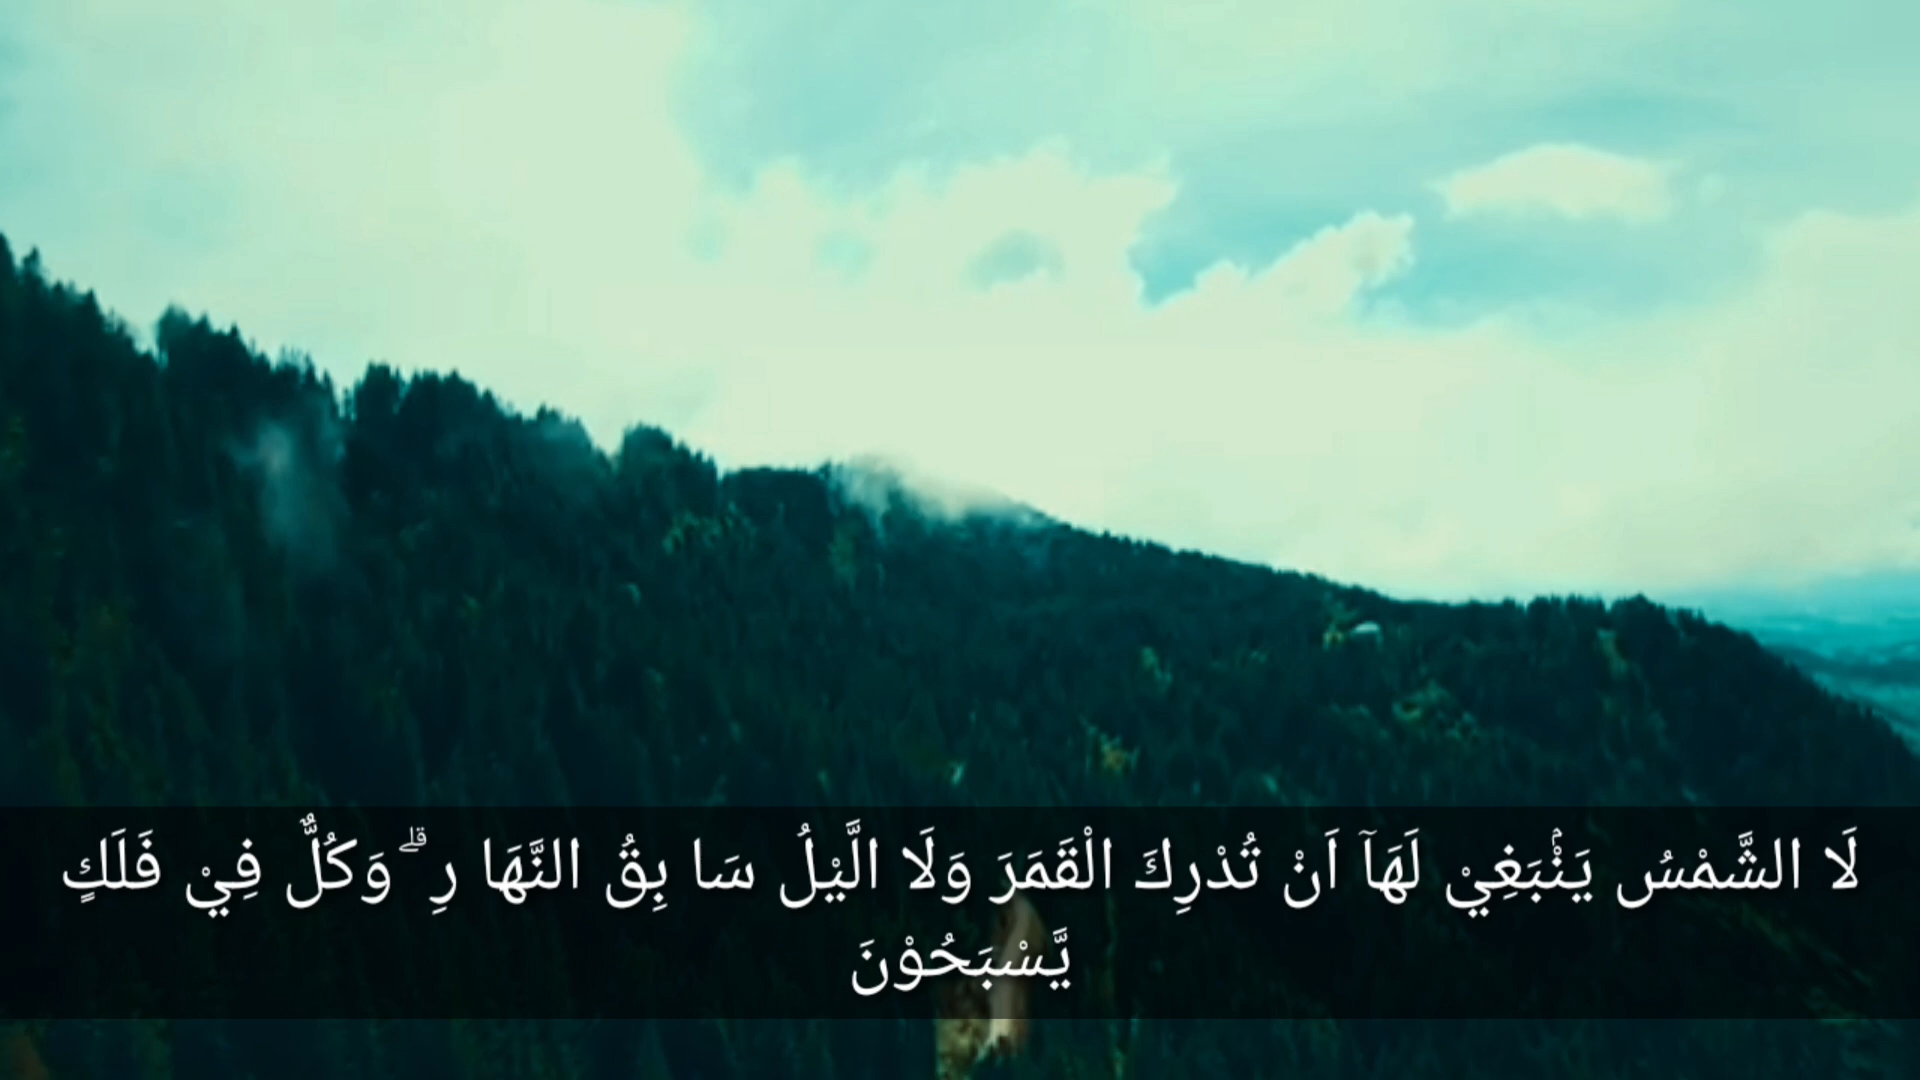 لَا الشَّمْسُ يَنْۢبَغِيْ لَهَاۤ اَنْ تُدْرِكَ الْقَمَرَ وَلَا الَّيْلُ سَا بِقُ النَّهَا رِ ۗ وَكُلٌّ فِيْ فَلَكٍ
يَّسْبَحُوْنَ